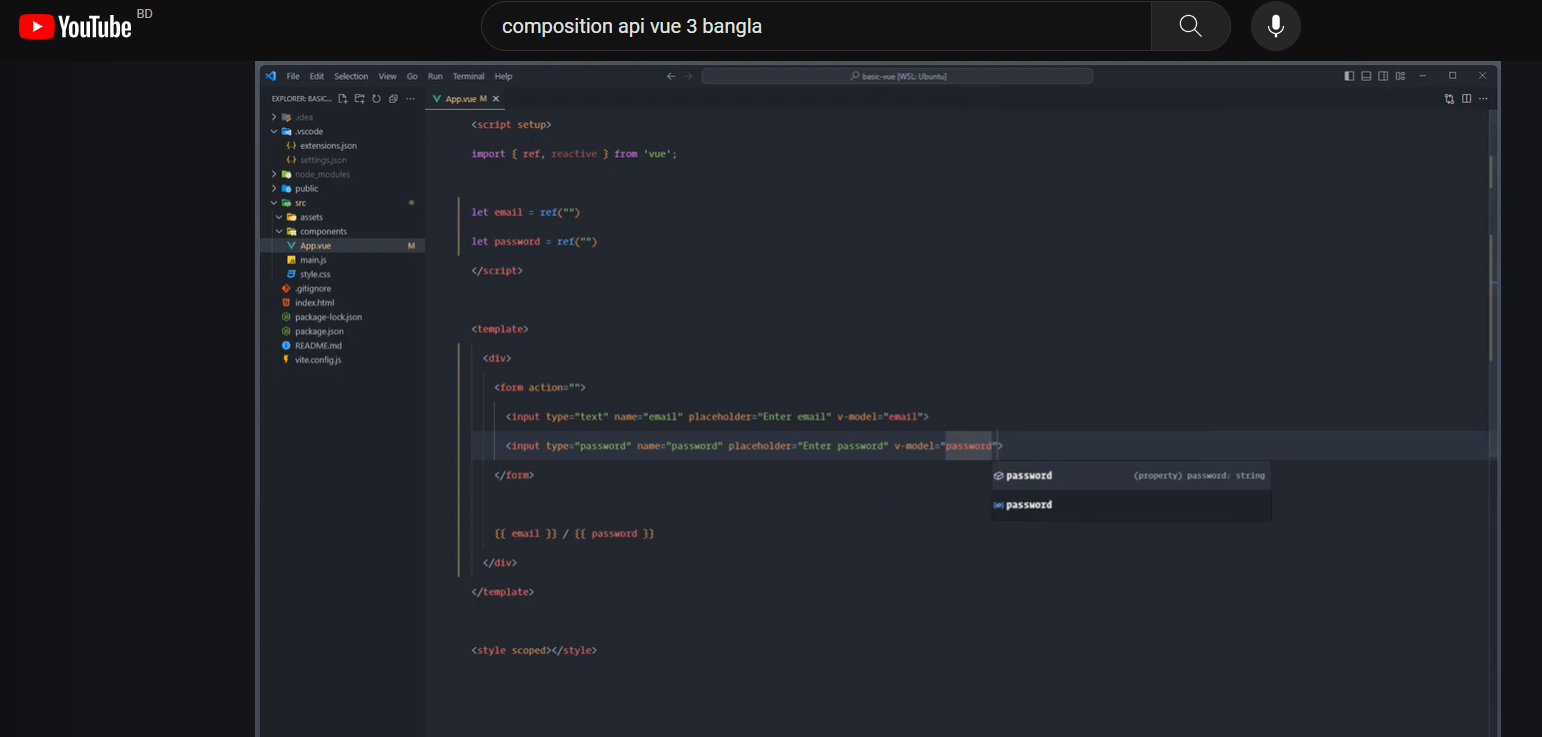 YouTube BD
composition api vue 3 bangla
File Edit Selection View Go Run Terminal Help
basic-vue [WSL: Ubuntu]
EXPLORER: BASIC...
App.vue M
.idea
.vscode
extensions.json
settings.json
node_modules
public
src
assets
components
App.vue M
main.js
style.css
.gitignore
index.html
package-lock.json
package.json
README.md
vite.config.js
<script setup>
import { ref, reactive } from 'vue';
let email = ref("")
let password = ref("")
</script>
<template>
<div>
<form action="">
<input type="text" name="email" placeholder="Enter email" v-model="email">
<input type="password" name="password" placeholder="Enter password" v-model="password">
password (property) password: string
password
</form>
{{ email }} / {{ password }}
</div>
</template>
<style scoped></style>